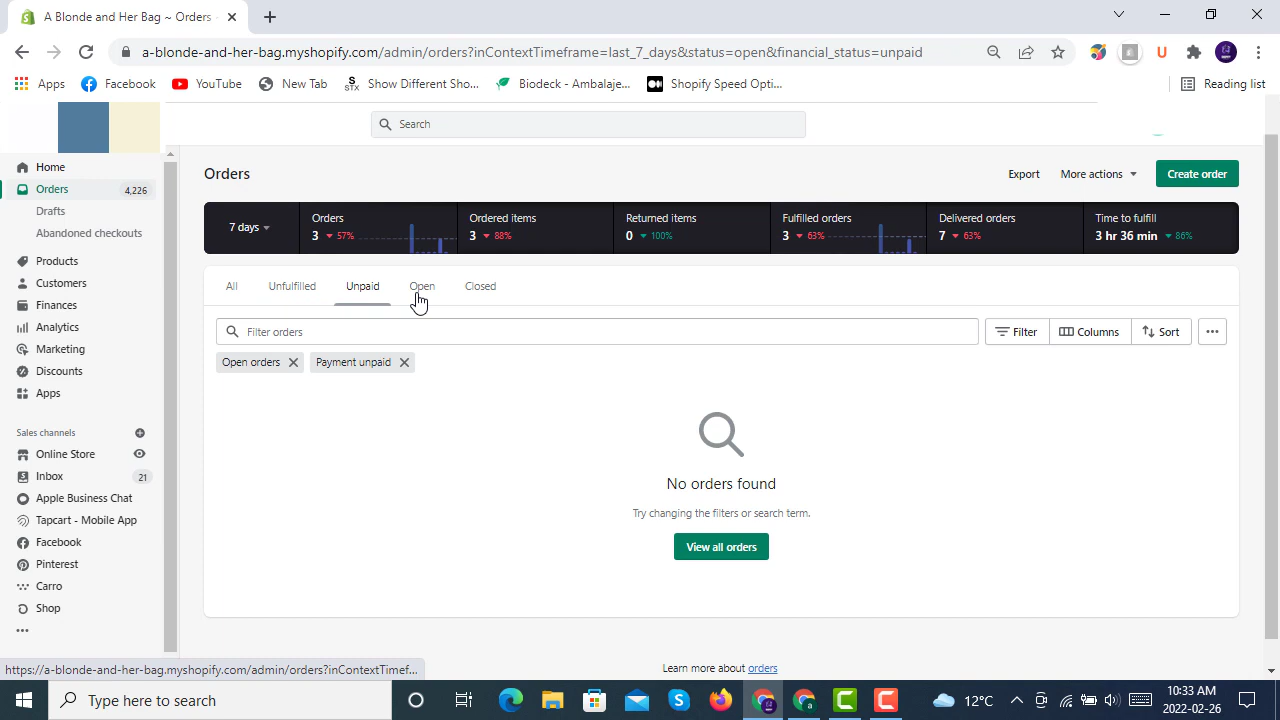 A Blonde and Her Bag ~ Orders
a-blonde-and-her-bag.myshopify.com/admin/orders?inContextTimeframe=last_7_days&status=open&financial_status=unpaid
Apps Facebook YouTube New Tab STX Show Different Sho... Biodeck - Ambalaje... Shopify Speed Opti... Reading list
Search
Home
Orders 4,226
Drafts
Abandoned checkouts
Products
Customers
Finances
Analytics
Marketing
Discounts
Apps
Sales channels
Online Store
Inbox 21
Apple Business Chat
Tapcart - Mobile App
Facebook
Pinterest
Carro
Shop
Orders Export More actions Create order
7 days
Orders
3 57%
Ordered items
3 88%
Returned items
0 100%
Fulfilled orders
3 63%
Delivered orders
7 63%
Time to fulfill
3 hr 36 min 86%
All Unfulfilled Unpaid Open Closed
Filter orders Filter Columns Sort
Open orders Payment unpaid
No orders found
Try changing the filters or search term.
View all orders
Learn more about orders
https://a-blonde-and-her-bag.myshopify.com/admin/orders?inContextTimef...
Type here to search
12°C
10:33 AM
2022-02-26